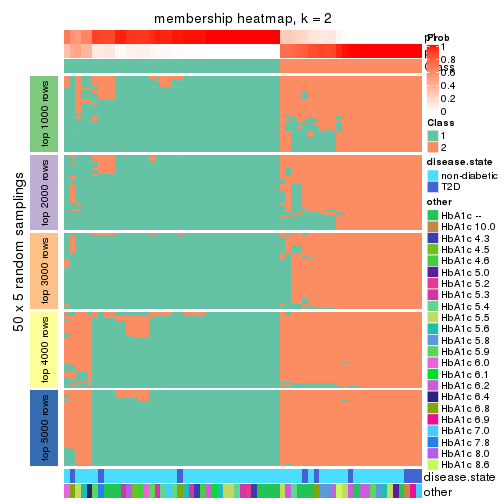 membership heatmap, k = 2
Prob
1
0.8
0.6
0.4
0.2
0
Class
1
2
disease.state
non-diabetic
T2D
other
HbA1c --
HbA1c 10.0
HbA1c 4.3
HbA1c 4.5
HbA1c 4.6
HbA1c 5.0
HbA1c 5.2
HbA1c 5.3
HbA1c 5.4
HbA1c 5.5
HbA1c 5.6
HbA1c 5.8
HbA1c 5.9
HbA1c 6.0
HbA1c 6.1
HbA1c 6.2
HbA1c 6.4
HbA1c 6.8
HbA1c 6.9
HbA1c 7.0
HbA1c 7.8
HbA1c 8.0
HbA1c 8.6
50 x 5 random samplings
top 1000 rows
top 2000 rows
top 3000 rows
top 4000 rows
top 5000 rows
disease.state
other